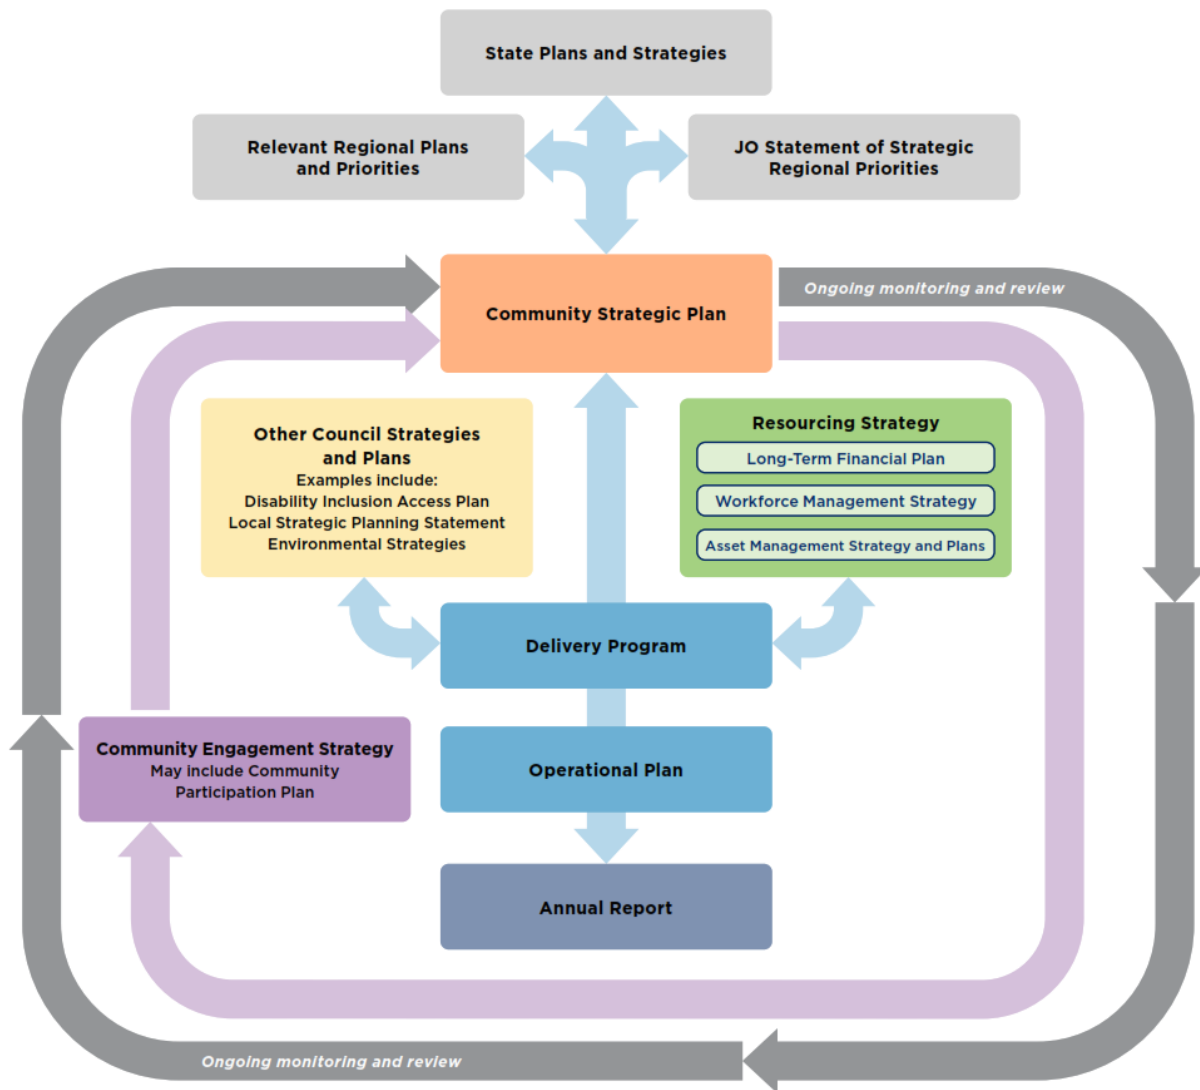 State Plans and Strategies
Relevant Regional Plans
and Priorities
JO Statement of Strategic
Regional Priorities
Community Strategic Plan
Ongoing monitoring and review
Other Council Strategies
and Plans
Examples include:
Disability Inclusion Access Plan
Local Strategic Planning Statement
Environmental Strategies
Resourcing Strategy
Long-Term Financial Plan
Workforce Management Strategy
Asset Management Strategy and Plans
Delivery Program
Community Engagement Strategy
May include Community
Participation Plan
Operational Plan
Annual Report
Ongoing monitoring and review